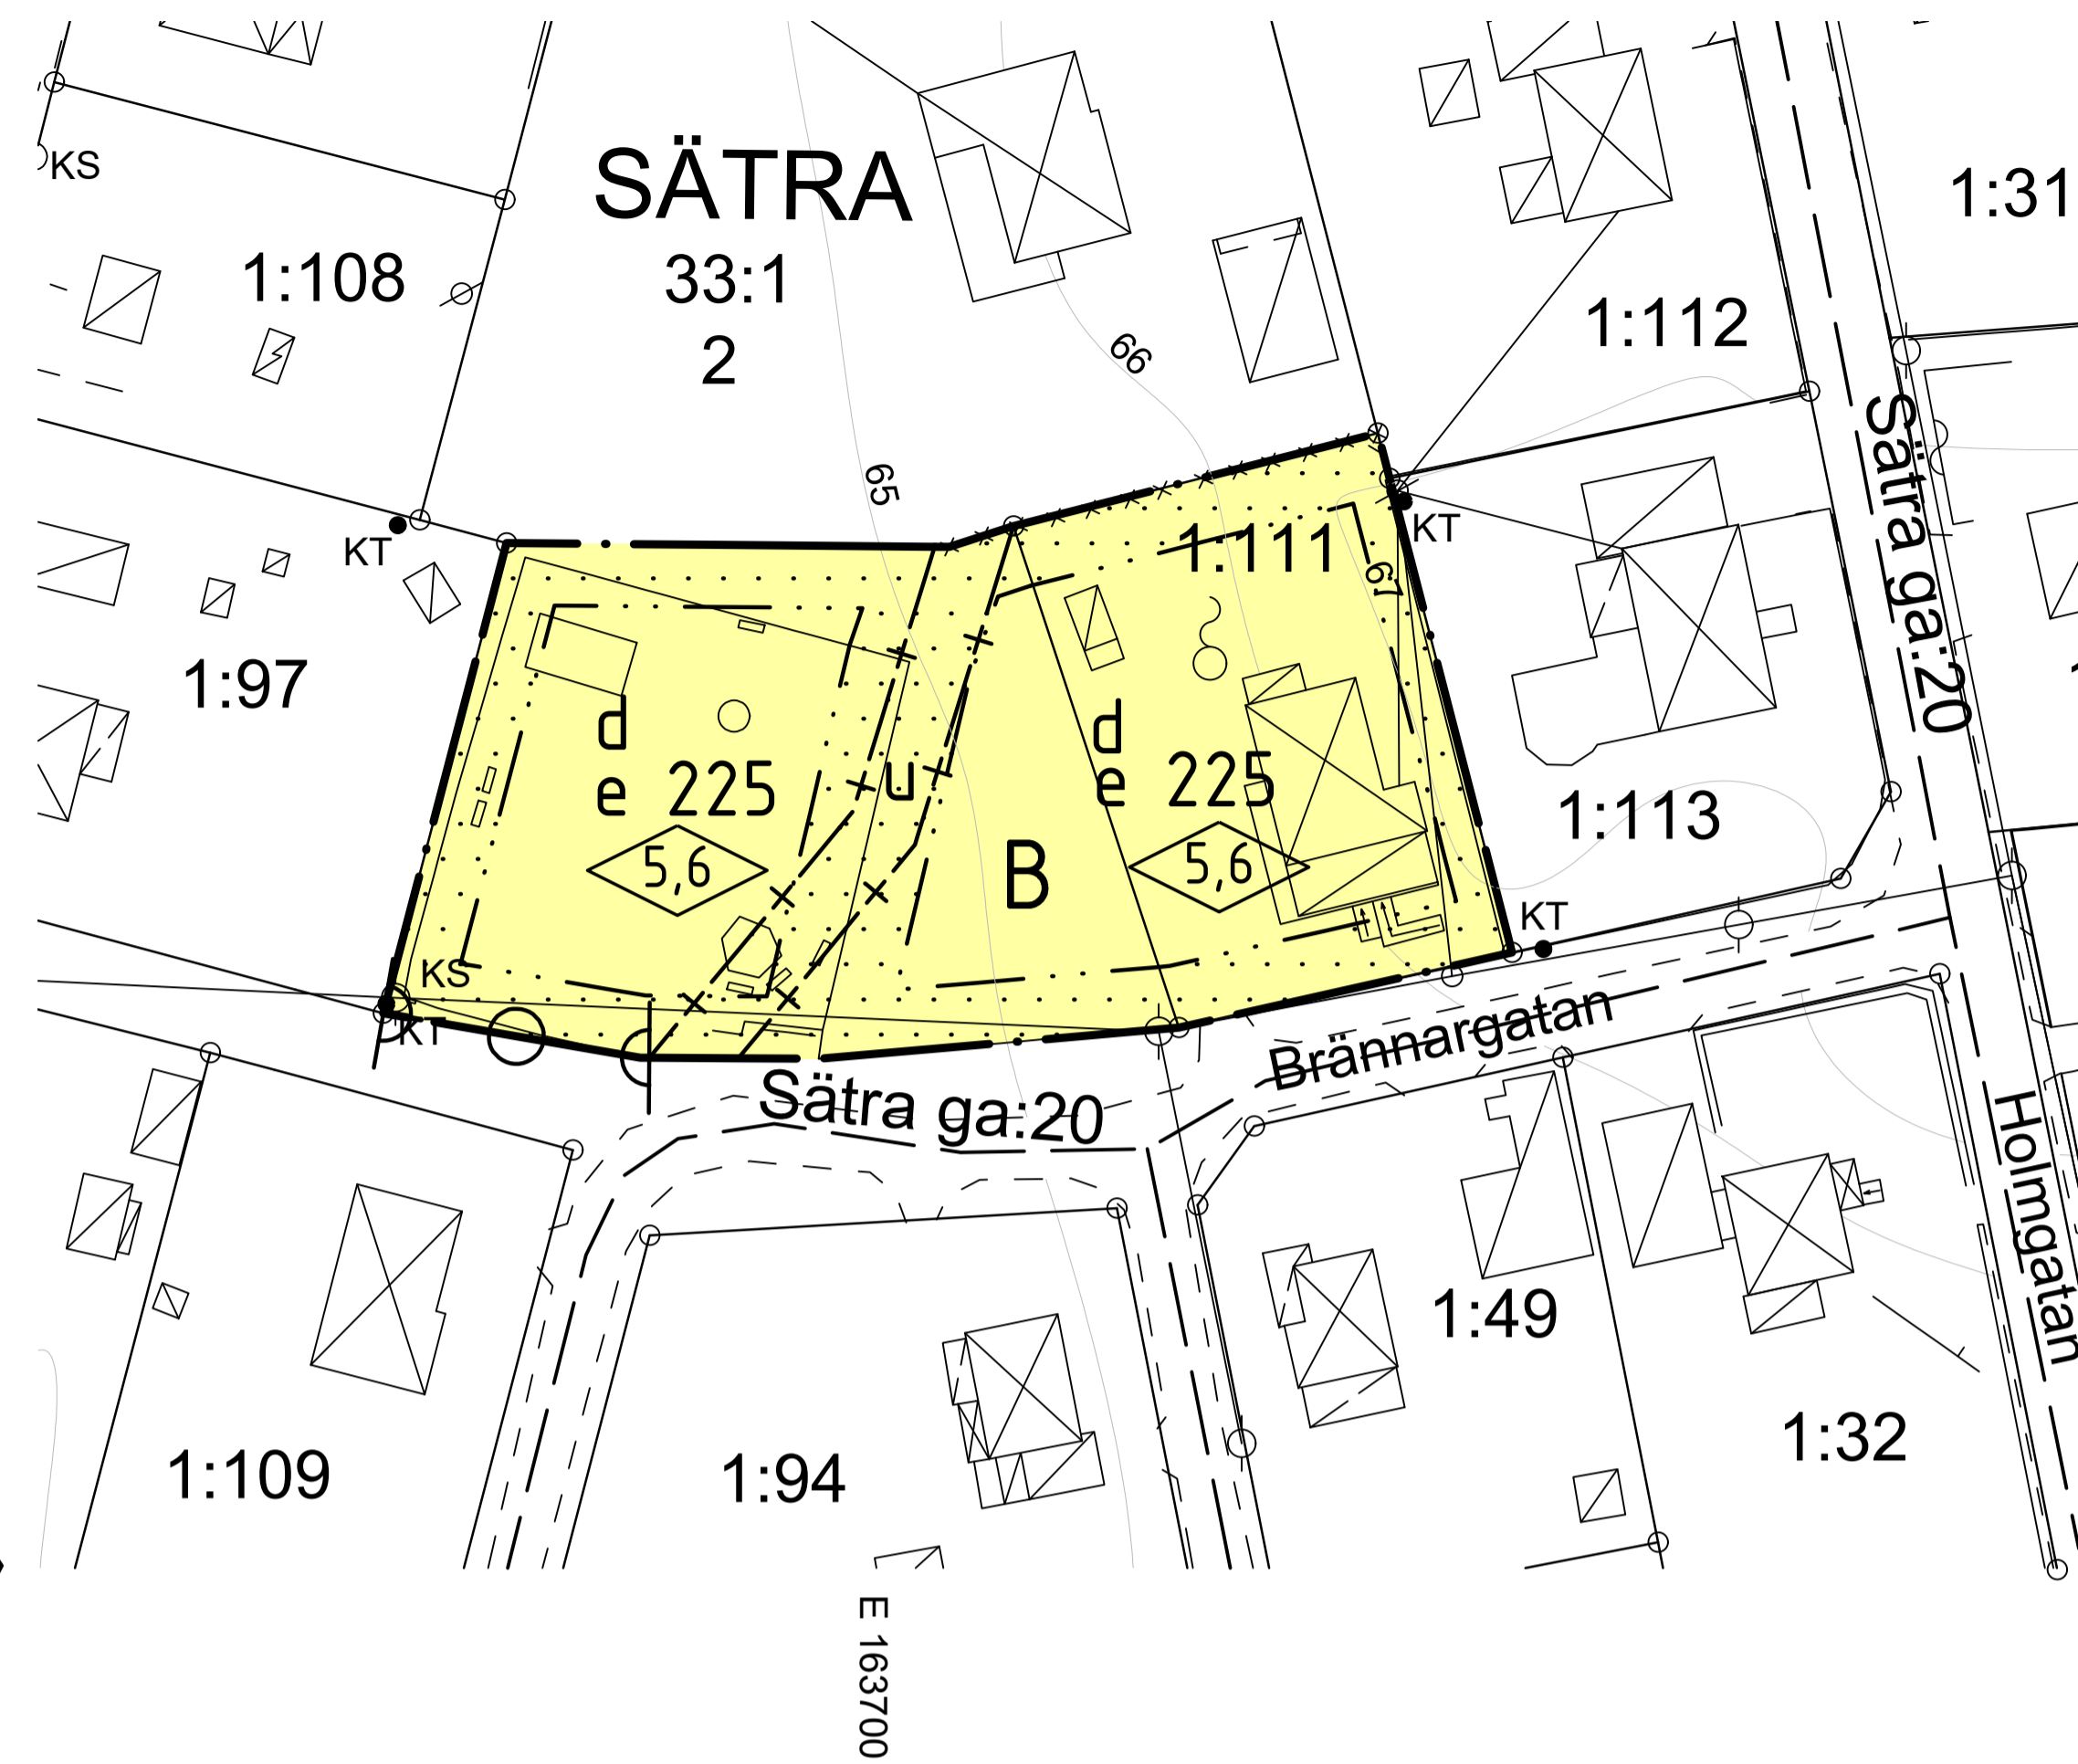 KS
SÄTRA
33:1
2
1:108
1:31
1:112
66
65
Sätra ga:20
KT
1:111
KT
67
1:97
d
e 225
5,6
u
B
d
e 225
5,6
1:113
KT
KS
KT
Brännargatan
Sätra ga:20
Holmgatan
1:49
1:109
1:94
1:32
E 163700